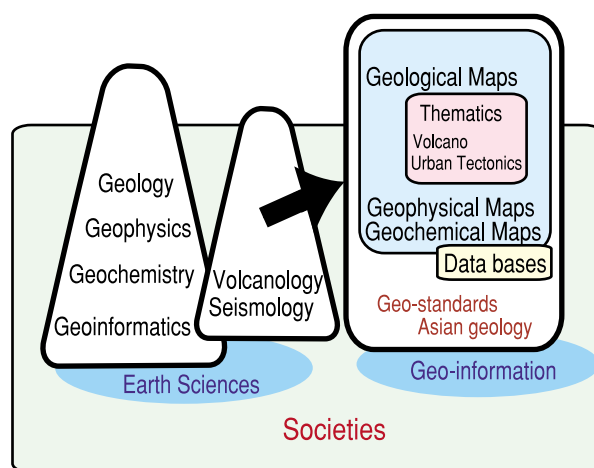 Geology
Geophysics
Geochemistry
Geoinformatics
Volcanology
Seismology
Earth Sciences
Geological Maps
Thematics
Volcano
Urban Tectonics
Geophysical Maps
Geochemical Maps
Data bases
Geo-standards
Asian geology
Geo-information
Societies